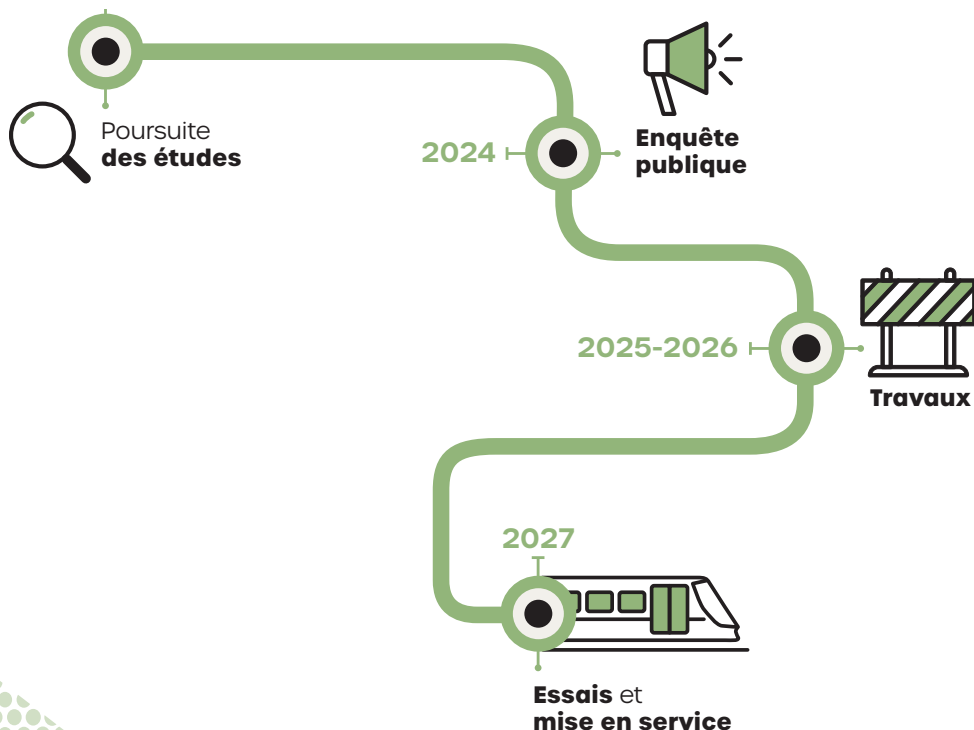 Poursuite
des études
2024
Enquête
publique
2025-2026
Travaux
2027
Essais et
mise en service